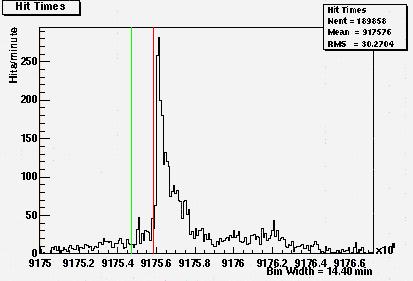 Hit Times
Hit Times
Nent = 189858
Mean = 917576
RMS = 30.2704
Hits/minute
250
200
150
100
50
0
9175 9175.2 9175.4 9175.6 9175.8 9176 9176.2 9176.4 9176.6
Bin Width = 14.40 min